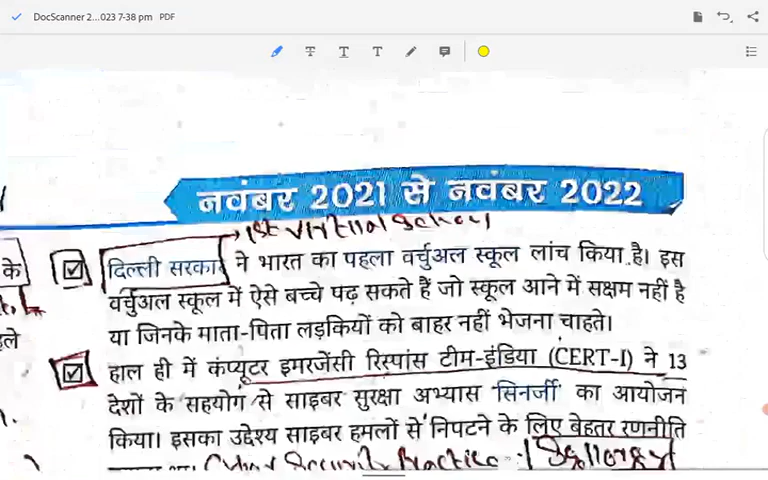 DocScanner 2...023 7-38 pm PDF
T T T
नवंबर 2021 से नवंबर 2022
1st Virtual School
के
दिल्ली सरकार ने भारत का पहला वर्चुअल स्कूल लांच किया है। इस
वर्चुअल स्कूल में ऐसे बच्चे पढ़ सकते हैं जो स्कूल आने में सक्षम नहीं है
या जिनके माता-पिता लड़कियों को बाहर नहीं भेजना चाहते।
हाल ही में कंप्यूटर इमरजेंसी रिस्पांस टीम-इंडिया (CERT-I) ने 13
देशों के सहयोग से साइबर सुरक्षा अभ्यास 'सिनर्जी' का आयोजन
किया। इसका उद्देश्य साइबर हमलों से निपटने के लिए बेहतर रणनीति
Cyber Security Practice